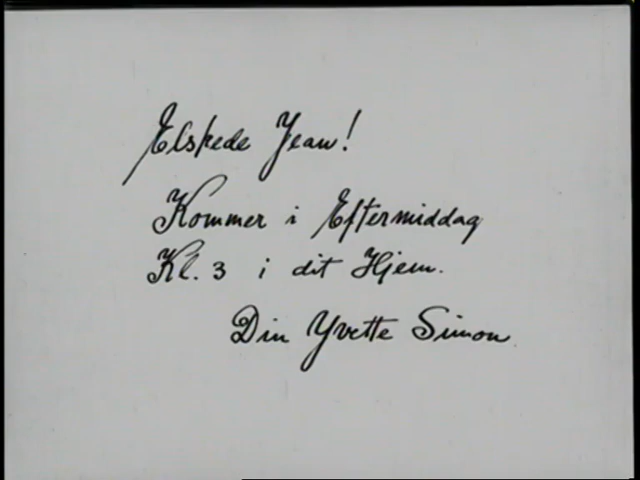 Elskede Jean!
Kommer i Eftermiddag
Kl. 3 i dit Hjem.
Din Yvette Simon